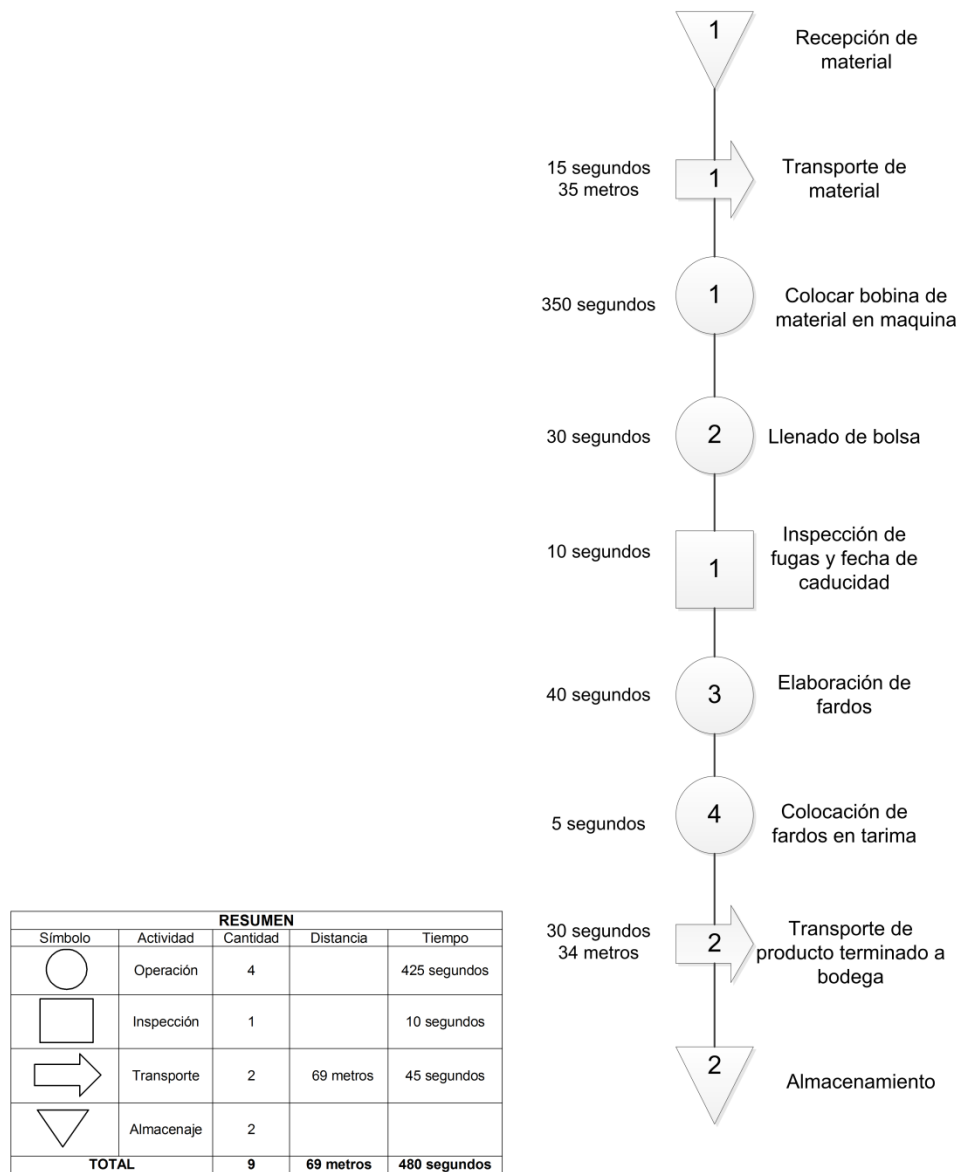 1
Recepción de
material
15 segundos
35 metros
1
Transporte de
material
350 segundos
1
Colocar bobina de
material en maquina
30 segundos
2
Llenado de bolsa
10 segundos
1
Inspección de
fugas y fecha de
caducidad
40 segundos
3
Elaboración de
fardos
5 segundos
4
Colocación de
fardos en tarima
30 segundos
34 metros
2
Transporte de
producto terminado a
bodega
2
Almacenamiento
RESUMEN
Símbolo Actividad Cantidad Distancia Tiempo
Operación 4 425 segundos
Inspección 1 10 segundos
Transporte 2 69 metros 45 segundos
Almacenaje 2
TOTAL 9 69 metros 480 segundos